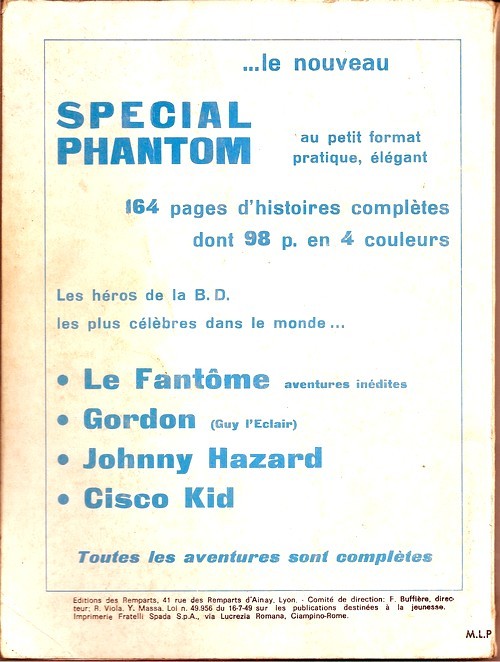 ...le nouveau
SPECIAL
PHANTOM
au petit format
pratique, élégant
164 pages d'histoires complètes
dont 98 p. en 4 couleurs
Les héros de la B.D.
les plus célèbres dans le monde...
• Le Fantôme aventures inédites
• Gordon (Guy l'Eclair)
• Johnny Hazard
• Cisco Kid
Toutes les aventures sont complètes
Editions des Remparts, 41 rue des Remparts d'Ainay, Lyon. - Comité de direction: F. Buffière, direc-
teur; R. Viola. Y. Massa. Loi n. 49.956 du 16-7-49 sur les publications destinées à la jeunesse.
Imprimerie Fratelli Spada S.p.A., via Lucrezia Romana, Ciampino-Rome.
M.L.P